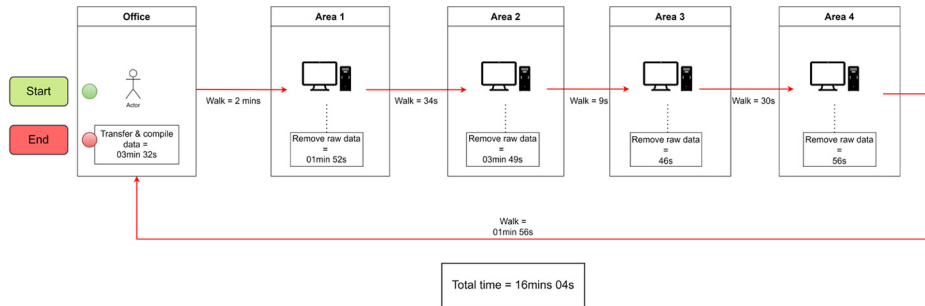 Office
Area 1
Area 2
Area 3
Area 4
Start
Actor
Walk = 2 mins
Walk = 34s
Walk = 9s
Walk = 30s
End
Transfer & compile
data =
03min 32s
Remove raw data
=
01min 52s
Remove raw data
=
03min 49s
Remove raw data
=
46s
Remove raw data
=
56s
Walk =
01min 56s
Total time = 16mins 04s